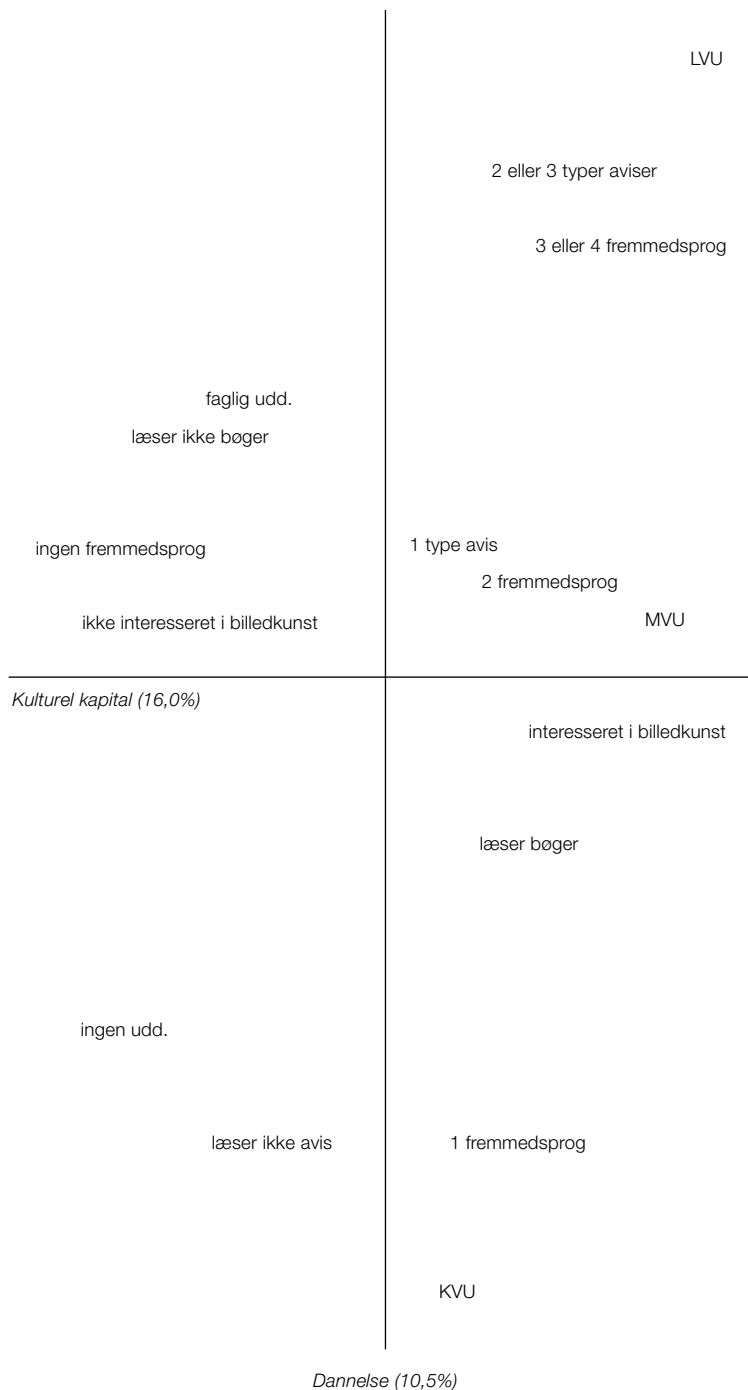 LVU
2 eller 3 typer aviser
3 eller 4 fremmedsprog
faglig udd.
læser ikke bøger
ingen fremmedsprog
1 type avis
2 fremmedsprog
ikke interesseret i billedkunst
MVU
Kulturel kapital (16,0%)
interesseret i billedkunst
læser bøger
ingen udd.
læser ikke avis
1 fremmedsprog
KVU
Dannelse (10,5%)